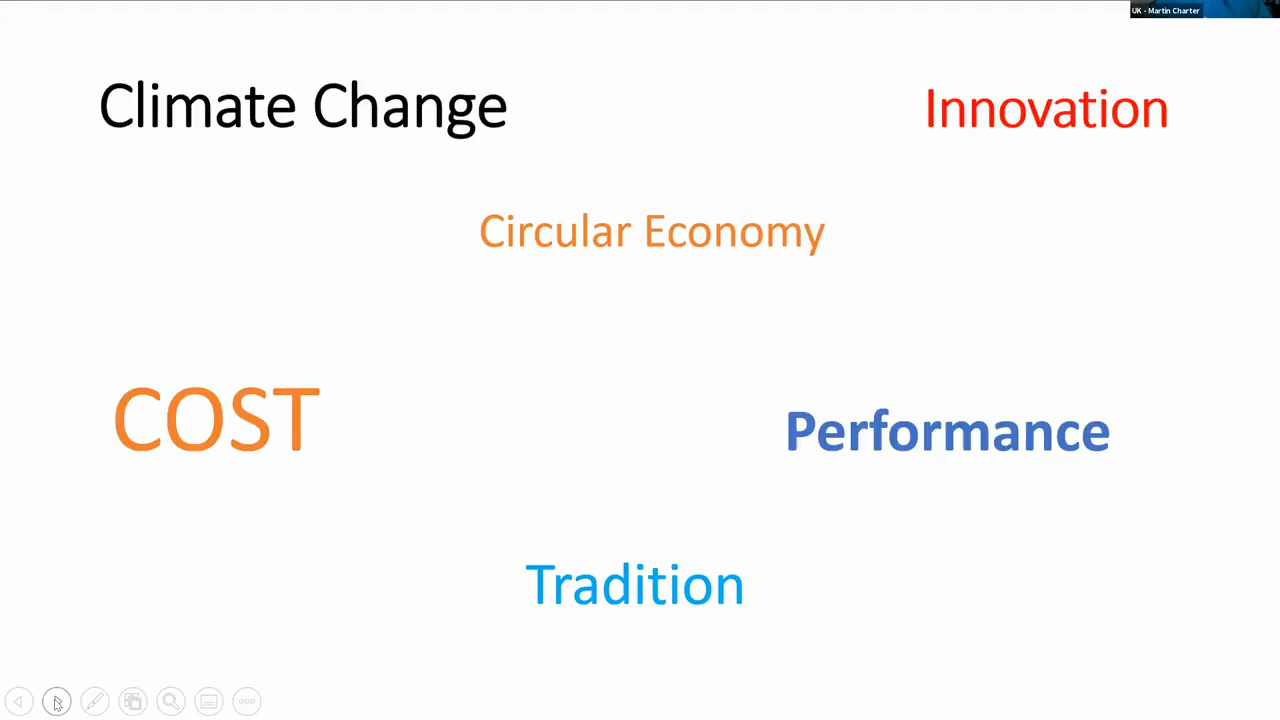 UK - Martin Charter
Climate Change
Innovation
Circular Economy
COST
Performance
Tradition